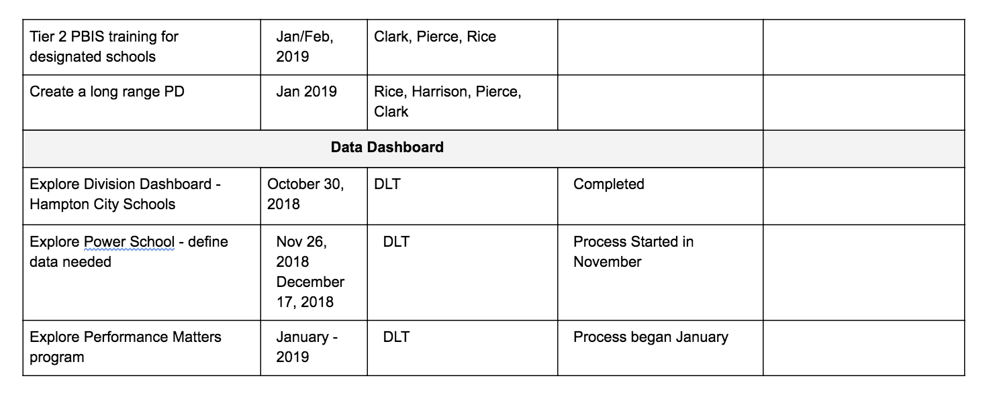 Tier 2 PBIS training for
designated schools
Jan/Feb,
2019
Clark, Pierce, Rice
Create a long range PD
Jan 2019
Rice, Harrison, Pierce,
Clark
Data Dashboard
Explore Division Dashboard -
Hampton City Schools
October 30,
2018
DLT
Completed
Explore Power School - define
data needed
Nov 26,
2018
December
17, 2018
DLT
Process Started in
November
Explore Performance Matters
program
January -
2019
DLT
Process began January